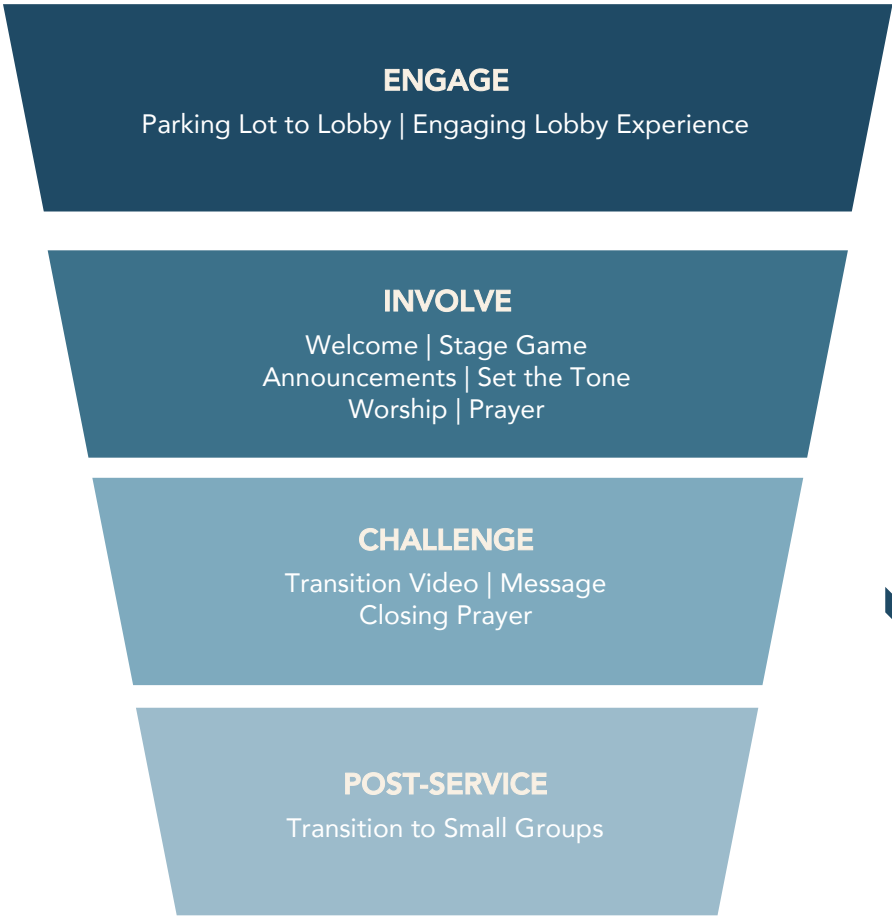 ENGAGE
Parking Lot to Lobby | Engaging Lobby Experience
INVOLVE
Welcome | Stage Game
Announcements | Set the Tone
Worship | Prayer
CHALLENGE
Transition Video | Message
Closing Prayer
POST-SERVICE
Transition to Small Groups